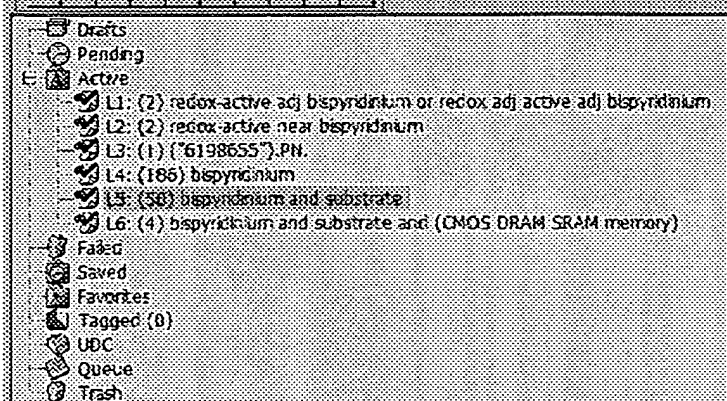 Drafts
Pending
Active
L1: (2) redox-active adj bispyridinium or redox adj active adj bispyridinium
L2: (2) redox-active near bispyridinium
L3: (1) ("6198655").PN.
L4: (186) bispyridinium
L5: (58) bispyridinium and substrate
L6: (4) bispyridinium and substrate and (CMOS DRAM SRAM memory)
Failed
Saved
Favorites
Tagged (0)
UDC
Queue
Trash